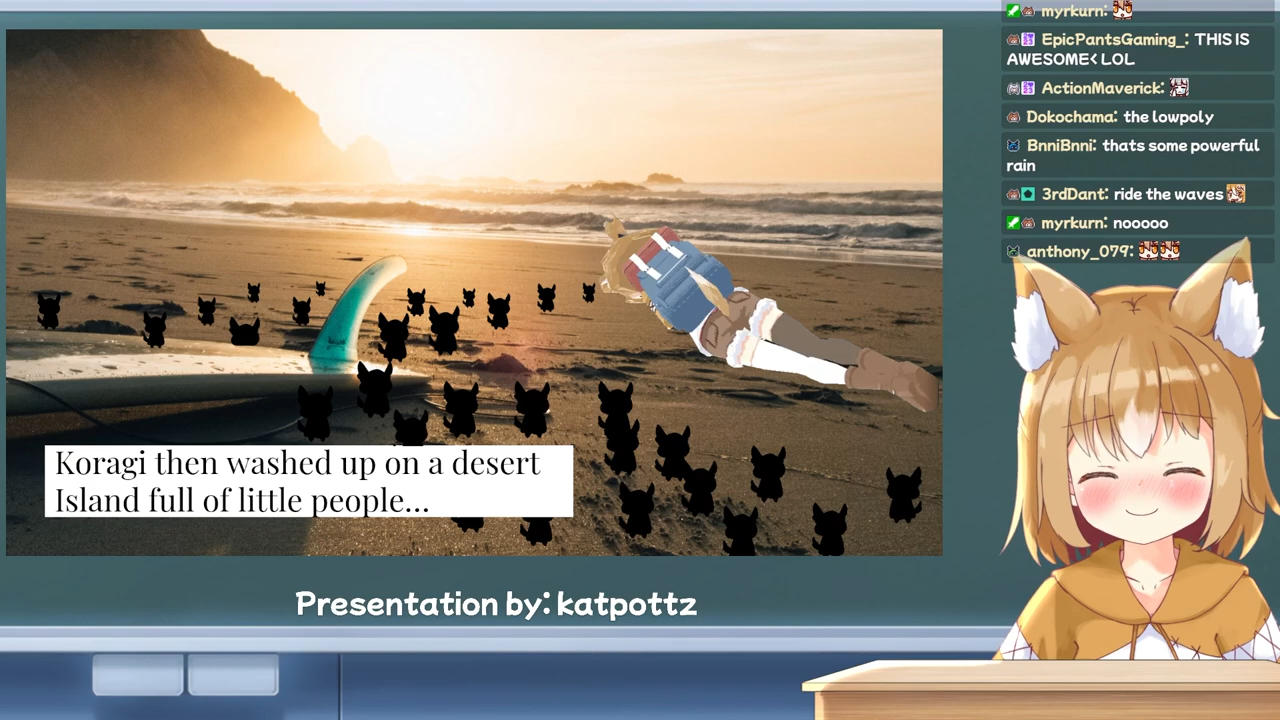 Koragi then washed up on a desert
Island full of little people...
Presentation by: katpottz
myrkurn:
EpicPantsGaming_: THIS IS
AWESOME< LOL
ActionMaverick:
Dokochama: the lowpoly
BnniBnni: thats some powerful
rain
3rdDant: ride the waves
myrkurn: nooooo
anthony_079: